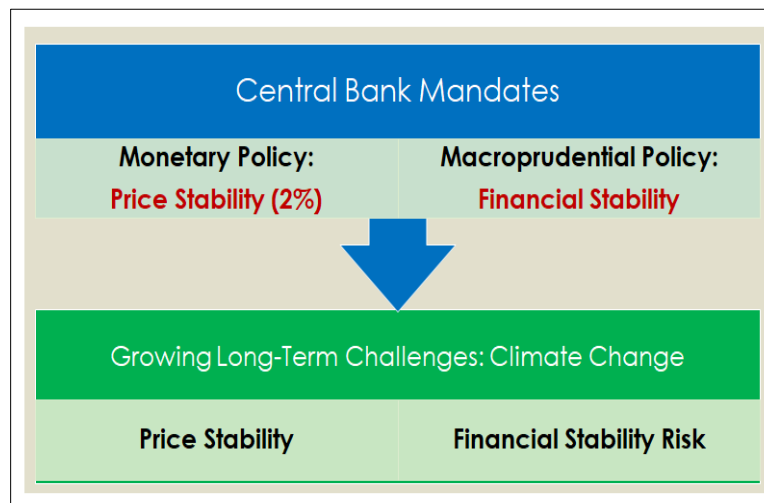 Central Bank Mandates
Monetary Policy:
Price Stability (2%)
Macroprudential Policy:
Financial Stability
Growing Long-Term Challenges: Climate Change
Price Stability
Financial Stability Risk